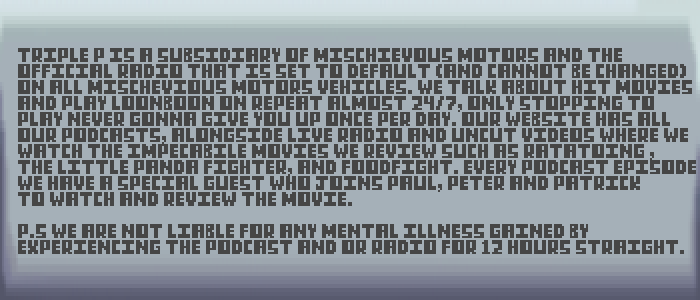 TRIPLE P IS A SUBSIDIARY OF MISCHIEVOUS MOTORS AND THE
OFFICIAL RADIO THAT IS SET TO DEFAULT (AND CANNOT BE CHANGED)
ON ALL MISCHEVIOUS MOTORS VEHICLES. WE TALK ABOUT HIT MOVIES
AND PLAY LOONBOON ON REPEAT ALMOST 24/7, ONLY STOPPING TO
PLAY NEVER GONNA GIVE YOU UP ONCE PER DAY. OUR WEBSITE HAS ALL
OUR PODCASTS, ALONGSIDE LIVE RADIO AND UNCUT VIDEOS WHERE WE
WATCH THE IMPECABILE MOVIES WE REVIEW SUCH AS RATATOING ,
THE LITTLE PANDA FIGHTER, AND FOODFIGHT. EVERY PODCAST EPISODE
WE HAVE A SPECIAL GUEST WHO JOINS PAUL, PETER AND PATRICK
TO WATCH AND REVIEW THE MOVIE.
P.S WE ARE NOT LIABLE FOR ANY MENTAL ILLNESS GAINED BY
EXPERIENCING THE PODCAST AND OR RADIO FOR 12 HOURS STRAIGHT.